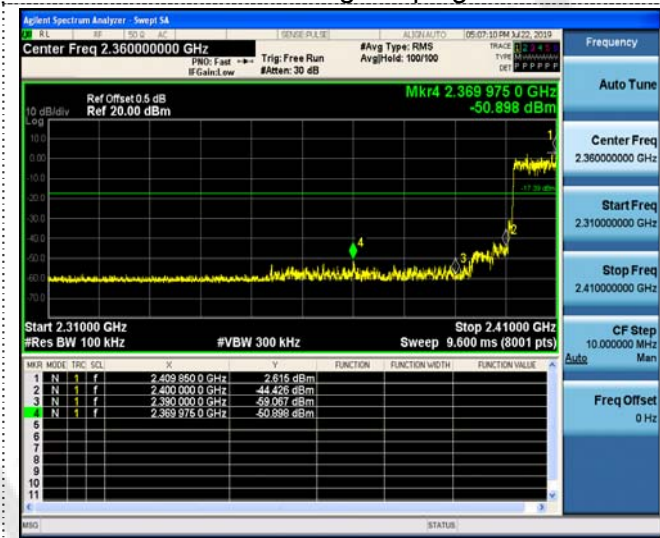 Agilent Spectrum Analyzer - Swept SA
RL RF 50 Ω AC SENSE:PULSE ALIGN AUTO 05:07:10 PM Jul 22, 2019
Center Freq 2.360000000 GHz
PNO: Fast Trig: Free Run
IFGain:Low #Atten: 30 dB
#Avg Type: RMS
Avg|Hold: 100/100
TRACE 1 2 3 4 5 6
TYPE M
DET P P P P P P
Ref Offset 0.5 dB
10 dB/div Ref 20.00 dBm
Log
Mkr4 2.369 975 0 GHz
-50.898 dBm
10.0
0.00
-10.0
-20.0
-30.0
-40.0
-50.0
-60.0
-70.0
1
-17.39 dBm
2
3
4
Start 2.31000 GHz Stop 2.41000 GHz
#Res BW 100 kHz #VBW 300 kHz Sweep 9.600 ms (8001 pts)
MKR MODE TRC SCL X Y FUNCTION FUNCTION WIDTH FUNCTION VALUE
1 N 1 f 2.409 850 0 GHz 2.615 dBm
2 N 1 f 2.400 000 0 GHz -44.426 dBm
3 N 1 f 2.390 000 0 GHz -59.067 dBm
4 N 1 f 2.369 975 0 GHz -50.898 dBm
5
6
7
8
9
10
11
MSG STATUS
Frequency
Auto Tune
Center Freq
2.360000000 GHz
Start Freq
2.310000000 GHz
Stop Freq
2.410000000 GHz
CF Step
10.000000 MHz
Auto Man
Freq Offset
0 Hz